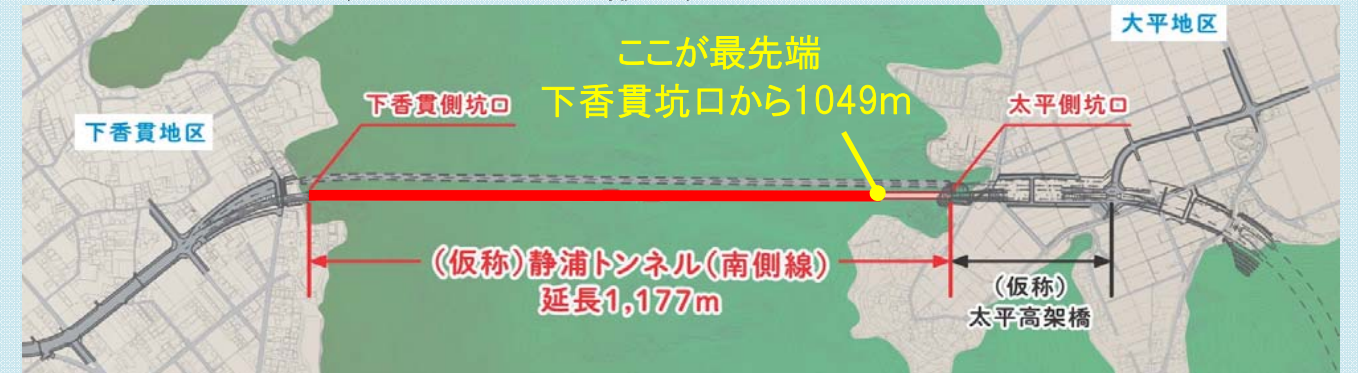 大平地区
ここが最先端
下香貫坑口から1049m
下香貫側坑口
大平側坑口
下香貫地区
(仮称)静浦トンネル(南側線)
延長1,177m
(仮称)
大平高架橋